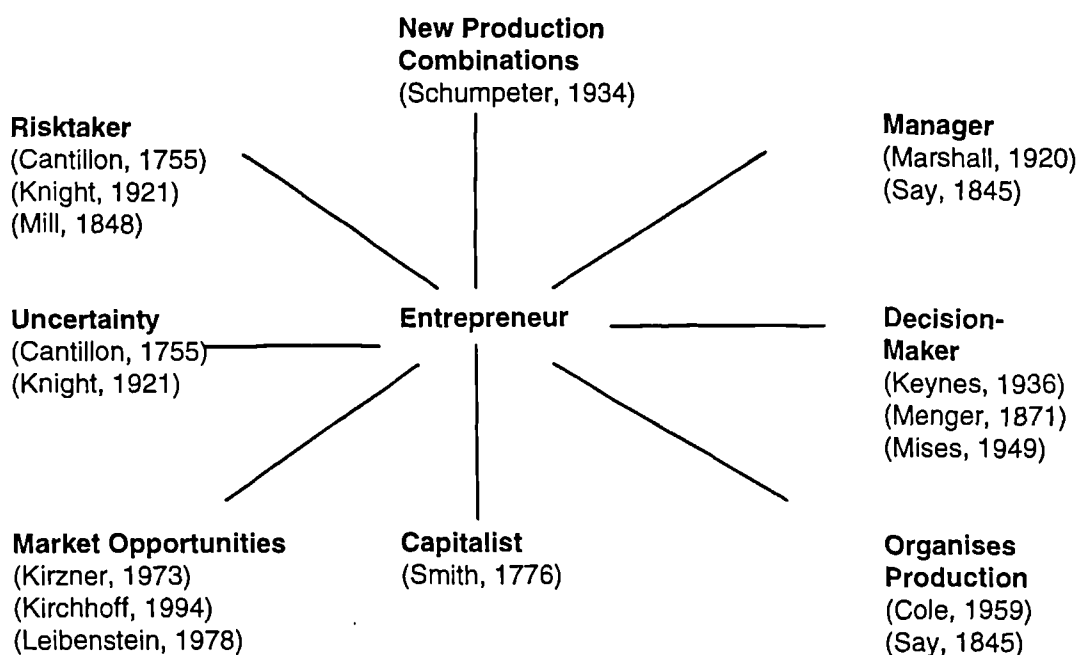 New Production
Combinations
(Schumpeter, 1934)
Risktaker
(Cantillon, 1755)
(Knight, 1921)
(Mill, 1848)
Manager
(Marshall, 1920)
(Say, 1845)
Uncertainty
(Cantillon, 1755)
(Knight, 1921)
Entrepreneur
Decision-
Maker
(Keynes, 1936)
(Menger, 1871)
(Mises, 1949)
Market Opportunities
(Kirzner, 1973)
(Kirchhoff, 1994)
(Leibenstein, 1978)
Capitalist
(Smith, 1776)
Organises
Production
(Cole, 1959)
(Say, 1845)